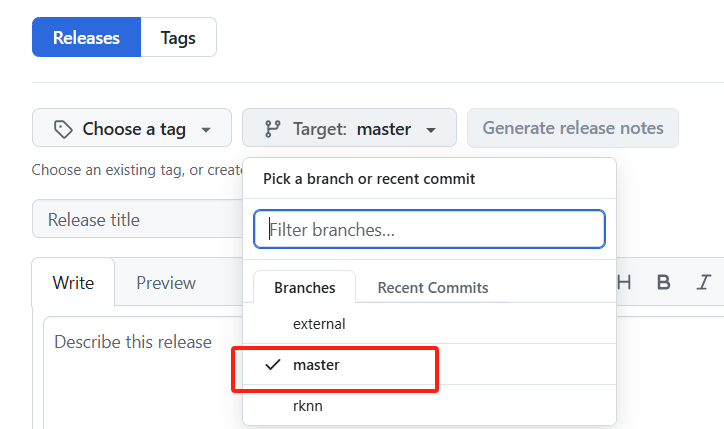 Releases Tags
Choose a tag Target: master Generate release notes
Choose an existing tag, or create
Pick a branch or recent commit
Release title
Filter branches...
Write Preview H B I
Branches Recent Commits
external
Describe this release
master
rknn